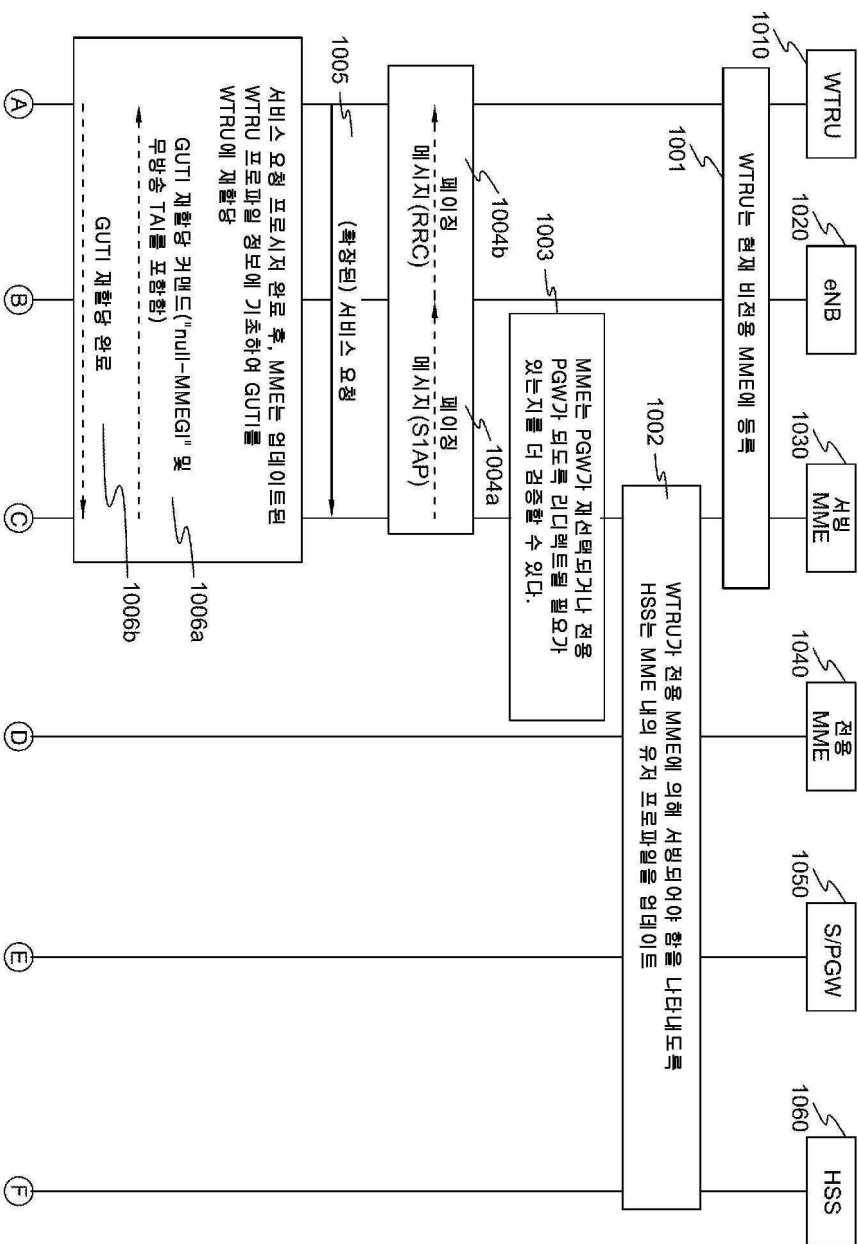 WTRU
1010
eNB
1020
서빙
MME
1030
전용
MME
1040
S/PGW
1050
HSS
1060
WTRU는 현재 비전용 MME에 등록
1001
WTRU가 전용 MME에 의해 서빙되어야 함을 나타내도록
HSS는 MME 내의 유저 프로파일을 업데이트
1002
MME는 PGW가 재선택되거나 전용
PGW가 되도록 리디렉트될 필요가
있는지를 더 검증할 수 있다.
1003
페이징
메시지(RRC)
1004b
페이징
메시지(S1AP)
1004a
(확장된) 서비스 요청
1005
서비스 요청 프로시저 완료 후, MME는 업데이트된
WTRU 프로파일 정보에 기초하여 GUTI를
WTRU에 재할당
GUTI 재할당 커맨드("null-MMEGI" 및
무방송 TAI를 포함함)
1006a
GUTI 재할당 완료
1006b
A
B
C
D
E
F